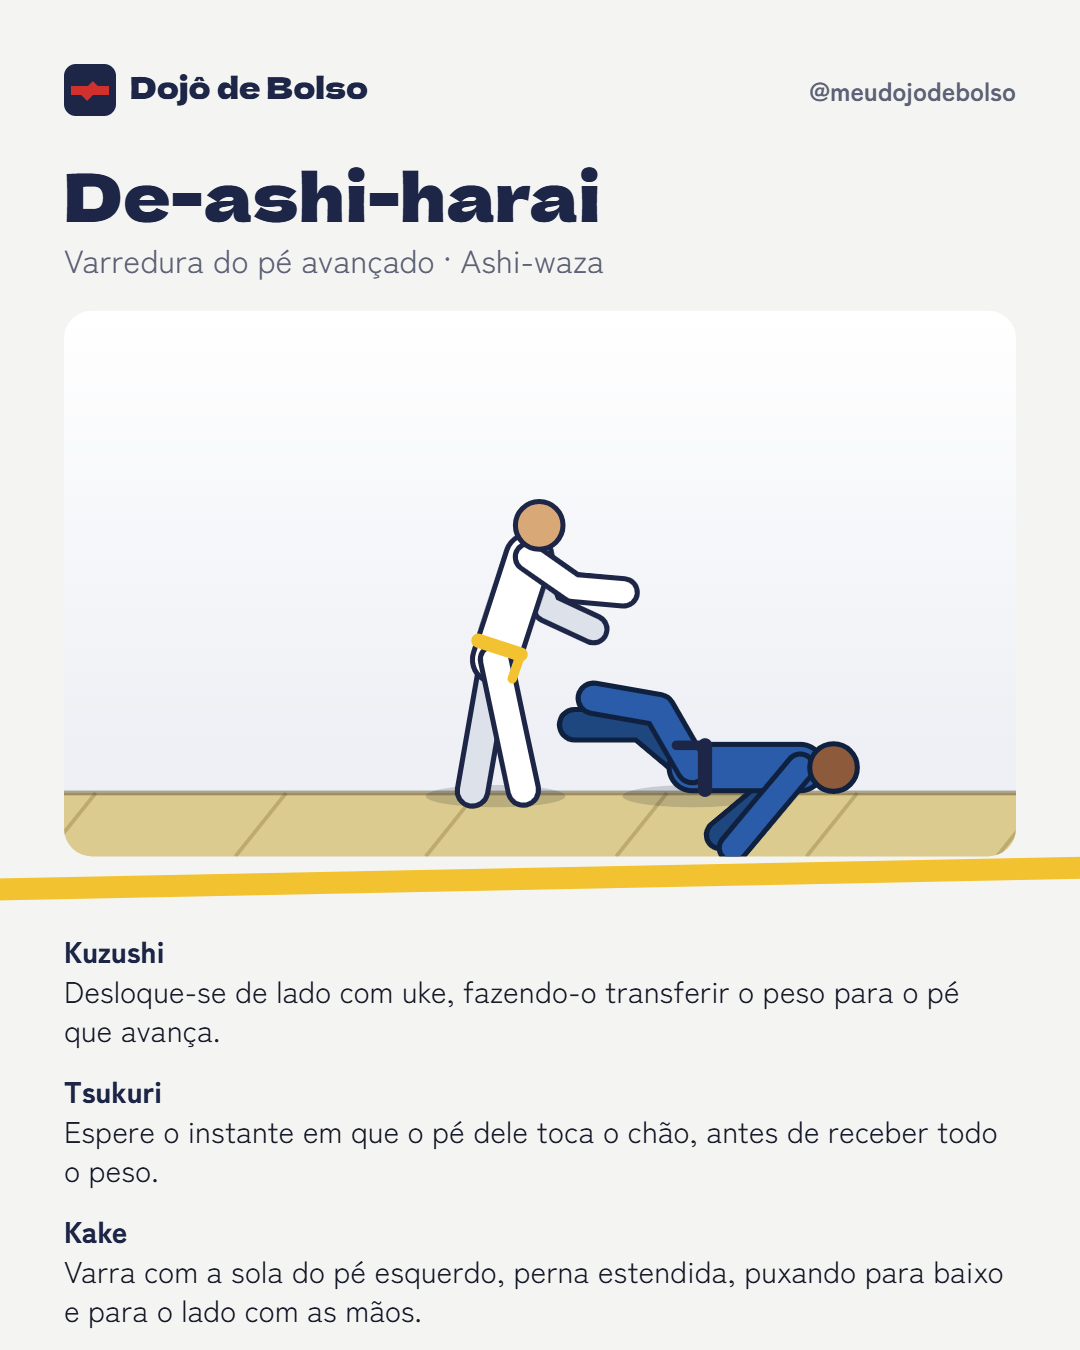 Dojô de Bolso
@meudojodebolso
De-ashi-harai
Varredura do pé avançado · Ashi-waza
Kuzushi
Desloque-se de lado com uke, fazendo-o transferir o peso para o pé
que avança.
Tsukuri
Espere o instante em que o pé dele toca o chão, antes de receber todo
o peso.
Kake
Varra com a sola do pé esquerdo, perna estendida, puxando para baixo
e para o lado com as mãos.